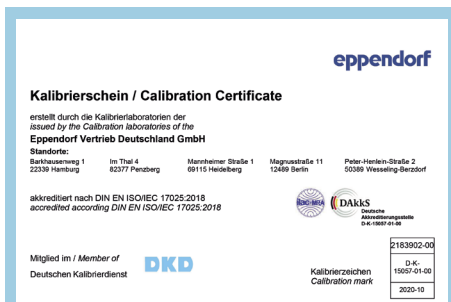 eppendorf
Kalibrierschein / Calibration Certificate
erstellt durch die Kalibrierlaboratorien der
issued by the Calibration laboratories of the
Eppendorf Vertrieb Deutschland GmbH
Standorte:
Barkhausenweg 1 Im Thal 4 Mannheimer Straße 1 Magnusstraße 11 Peter-Henlein-Straße 2
22339 Hamburg 82377 Penzberg 69115 Heidelberg 12489 Berlin 50389 Wesseling-Berzdorf
akkreditiert nach DIN EN ISO/IEC 17025:2018
accredited according DIN EN ISO/IEC 17025:2018
ilac-MRA
DAkkS
Deutsche
Akkreditierungsstelle
D-K-15057-01-00
Mitglied im / Member of
Deutschen Kalibrierdienst
DKD
Kalibrierzeichen
Calibration mark
2183902-00
D-K-
15057-01-00
2020-10